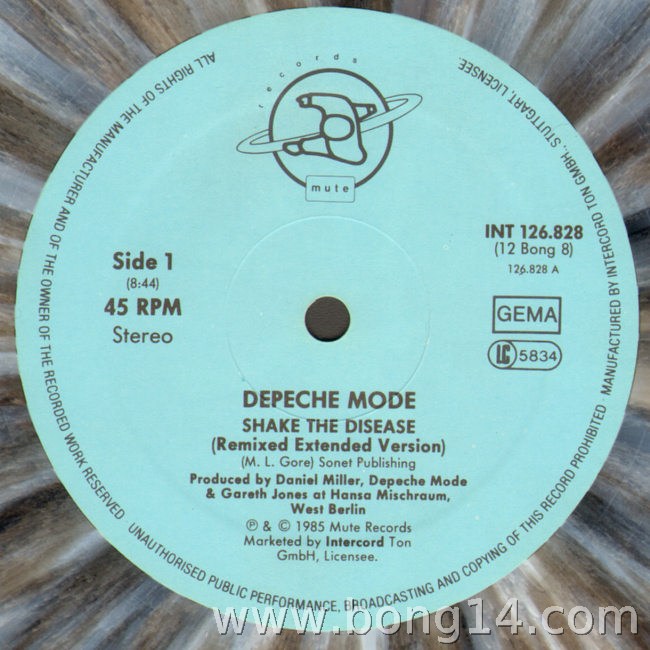 records
mute
Side 1
(8:44)
45 RPM
Stereo
INT 126.828
(12 Bong 8)
126.828 A
GEMA
LC 5834
DEPECHE MODE
SHAKE THE DISEASE
(Remixed Extended Version)
(M. L. Gore) Sonet Publishing
Produced by Daniel Miller, Depeche Mode
& Gareth Jones at Hansa Mischraum,
West Berlin
℗ & © 1985 Mute Records
Marketed by Intercord Ton
GmbH, Licensee.
ALL RIGHTS OF THE MANUFACTURER AND OF THE OWNER OF THE RECORDED WORK RESERVED · UNAUTHORISED PUBLIC PERFORMANCE, BROADCASTING AND COPYING OF THIS RECORD PROHIBITED · MANUFACTURED BY INTERCORD TON GMBH., STUTTGART, LICENSEE.
www.bong14.com